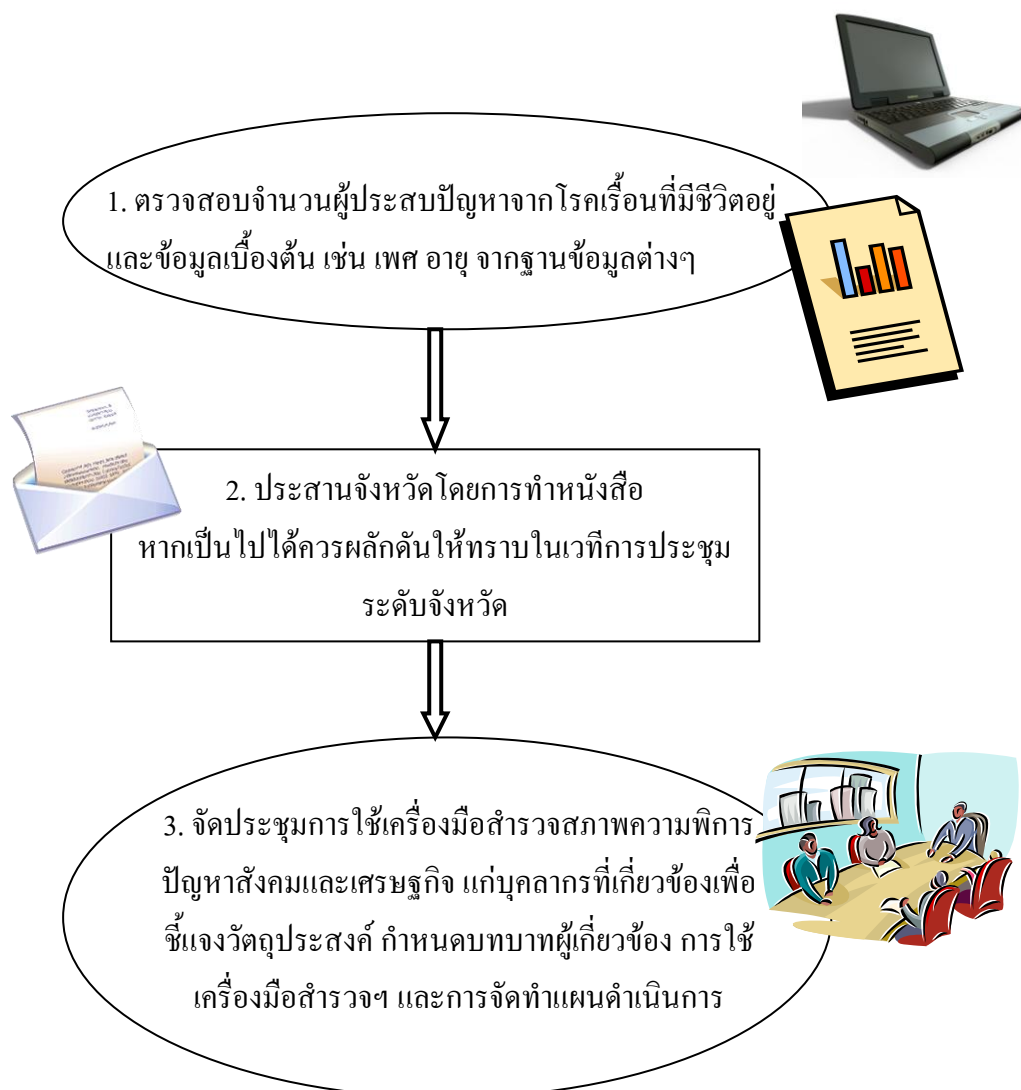 1. ตรวจสอบจำนวนผู้ประสบปัญหาจากโรคเรื้อนที่มีชีวิตอยู่
และข้อมูลเบื้องต้น เช่น เพศ อายุ จากฐานข้อมูลต่างๆ
2. ประสานจังหวัดโดยการทำหนังสือ
หากเป็นไปได้ควรผลักดันให้ทราบในเวทีการประชุม
ระดับจังหวัด
3. จัดประชุมการใช้เครื่องมือสำรวจสภาพความพิการ
ปัญหาสังคมและเศรษฐกิจ แก่บุคลากรที่เกี่ยวข้องเพื่อ
ชี้แจงวัตถุประสงค์ กำหนดบทบาทผู้เกี่ยวข้อง การใช้
เครื่องมือสำรวจฯ และการจัดทำแผนดำเนินการ